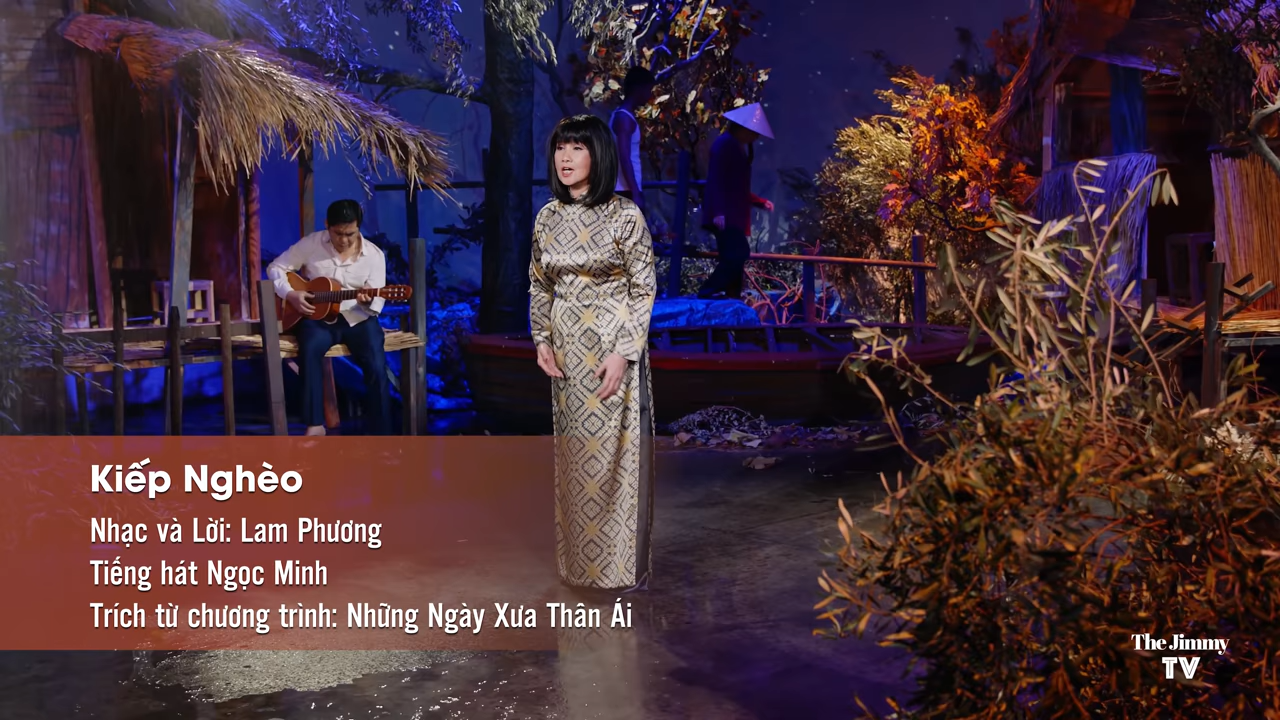 Kiếp Nghèo
Nhạc và Lời: Lam Phương
Tiếng hát Ngọc Minh
Trích từ chương trình: Những Ngày Xưa Thân Ái
The Jimmy
TV